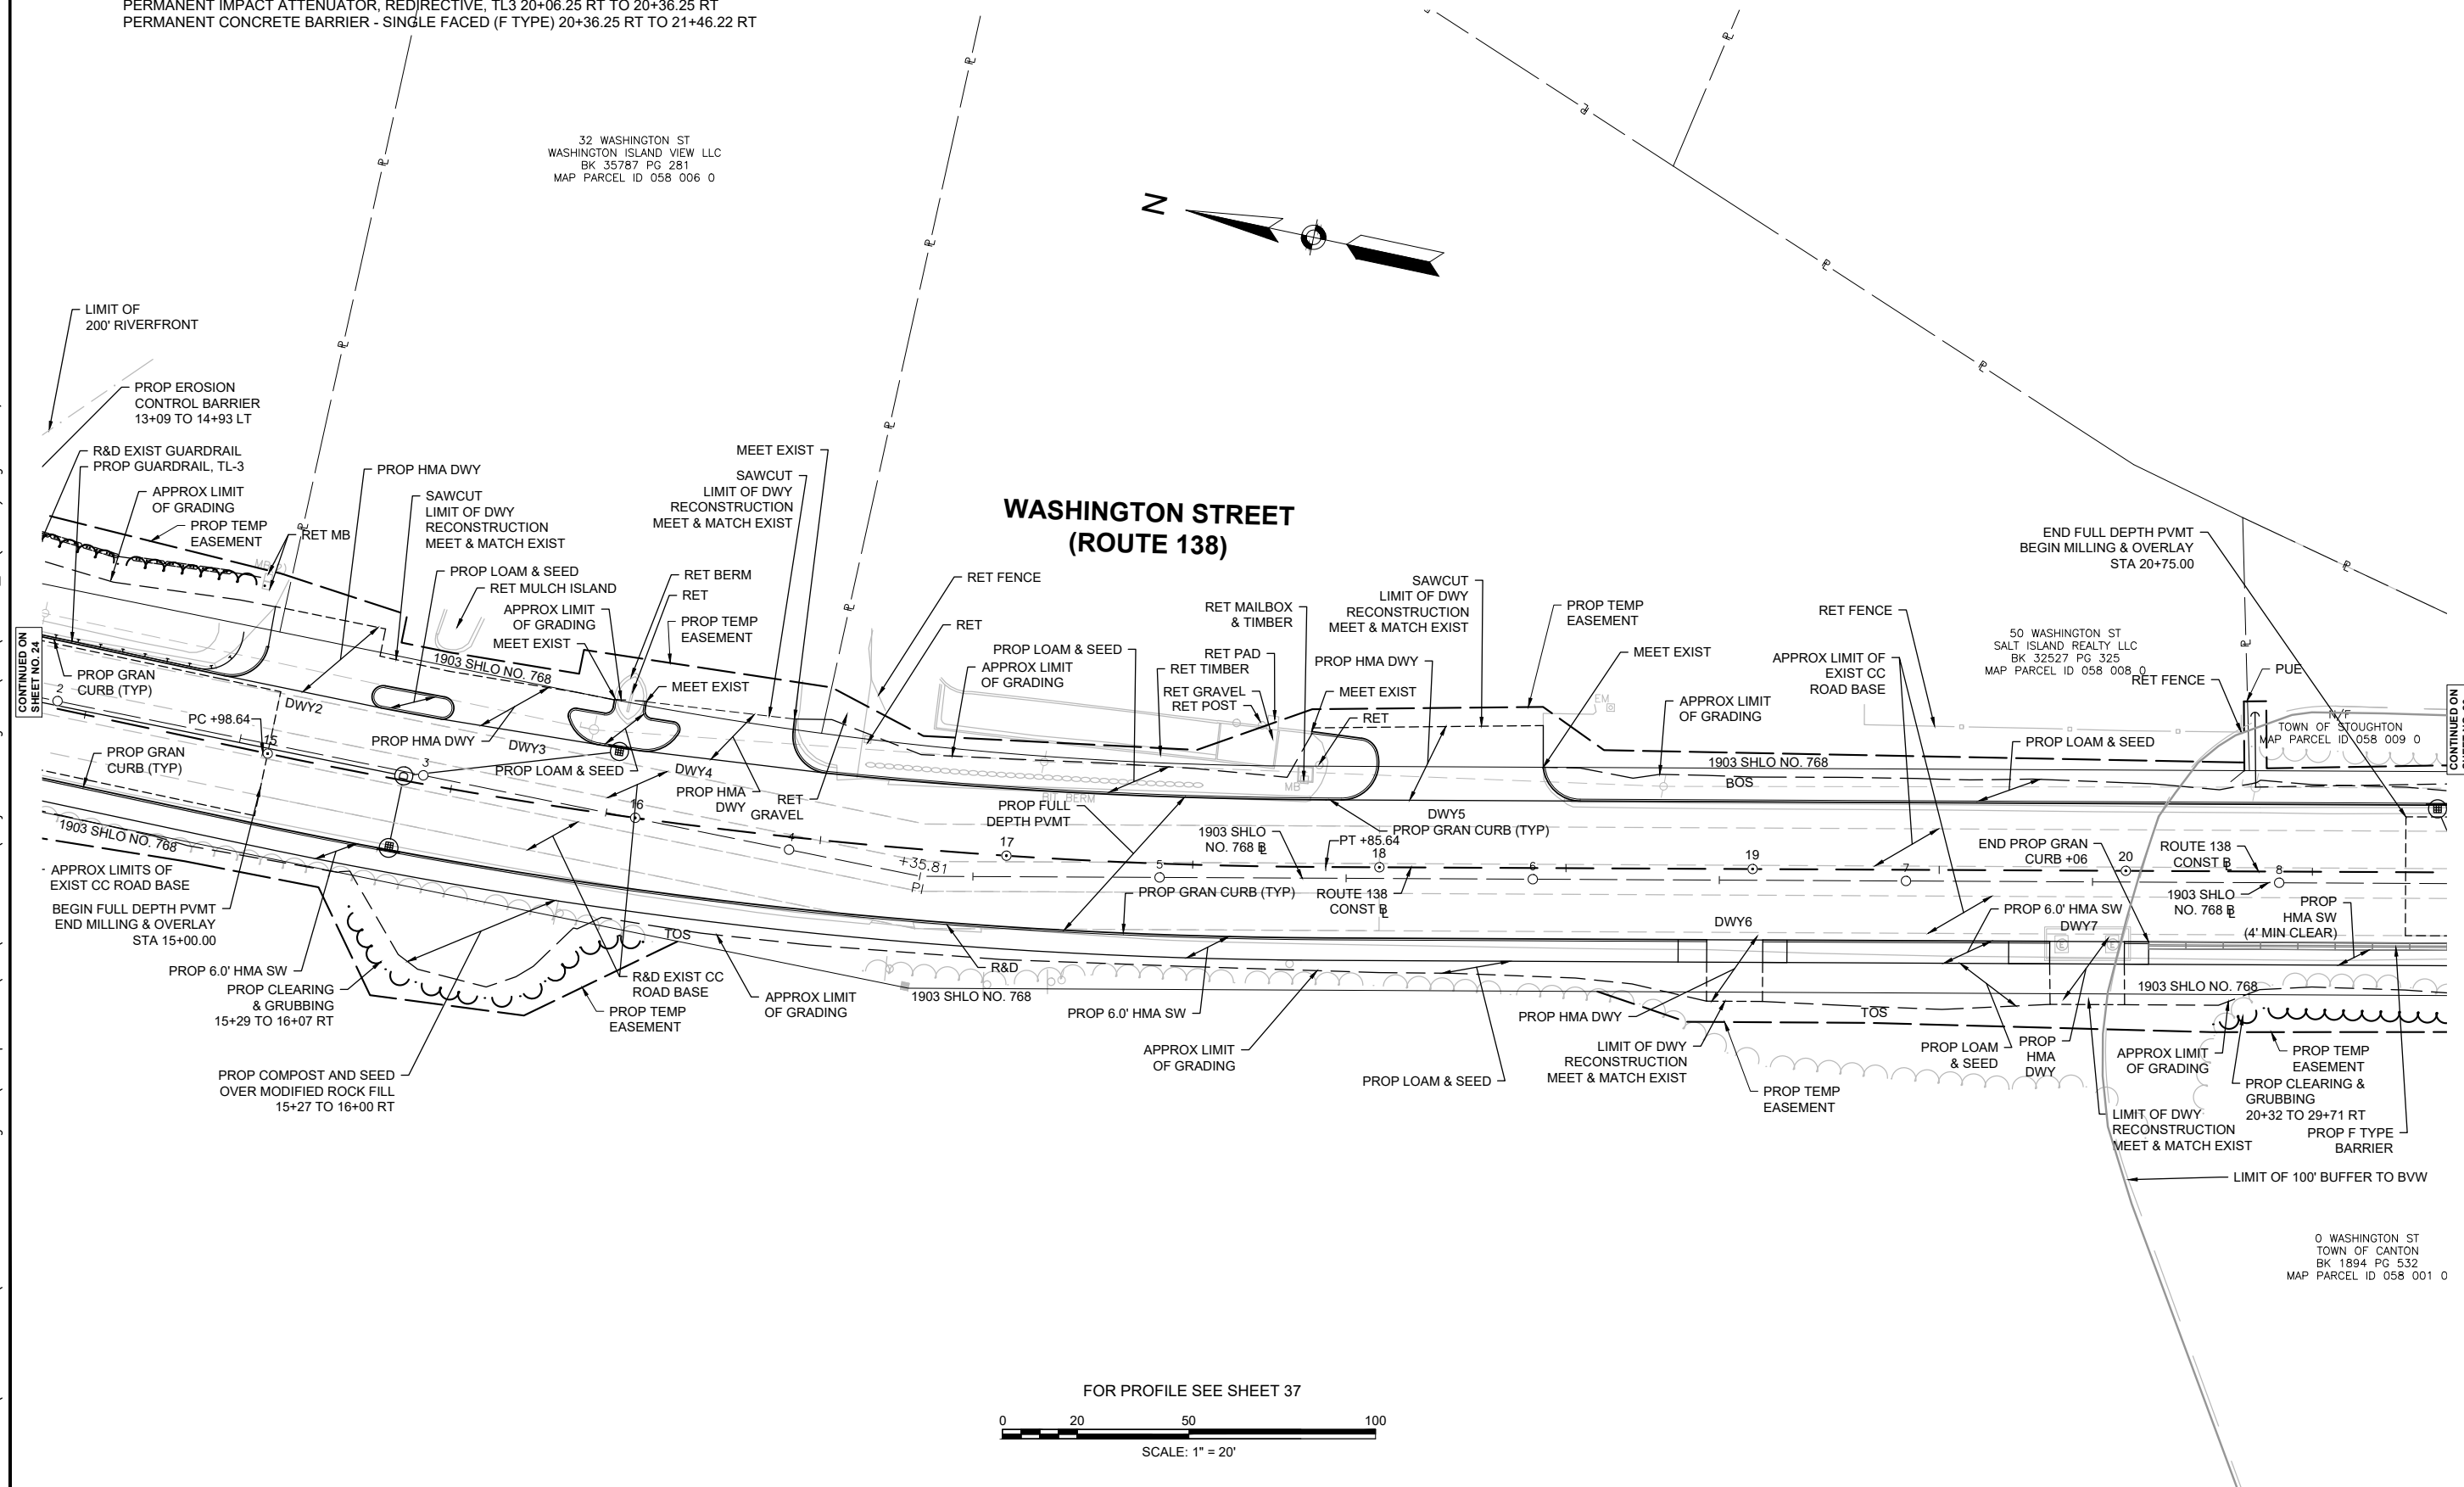 PERMANENT IMPACT ATTENUATOR, REDIRECTIVE, TL3 20+06.25 RT TO 20+36.25 RT
PERMANENT CONCRETE BARRIER - SINGLE FACED (F TYPE) 20+36.25 RT TO 21+46.22 RT
32 WASHINGTON ST
WASHINGTON ISLAND VIEW LLC
BK 35787 PG 281
MAP PARCEL ID 058 006 0
N
LIMIT OF
200' RIVERFRONT
PROP EROSION
CONTROL BARRIER
13+09 TO 14+93 LT
R&D EXIST GUARDRAIL
PROP GUARDRAIL, TL-3
APPROX LIMIT
OF GRADING
PROP TEMP
EASEMENT
RET MB
PROP HMA DWY
SAWCUT
LIMIT OF DWY
RECONSTRUCTION
MEET & MATCH EXIST
PROP LOAM & SEED
RET MULCH ISLAND
APPROX LIMIT
OF GRADING
MEET EXIST
RET BERM
RET
PROP TEMP
EASEMENT
MEET EXIST
MEET EXIST
SAWCUT
LIMIT OF DWY
RECONSTRUCTION
MEET & MATCH EXIST
WASHINGTON STREET
(ROUTE 138)
RET FENCE
RET
APPROX LIMIT
OF GRADING
PROP LOAM & SEED
RET TIMBER
RET GRAVEL
RET POST
RET PAD
RET MAILBOX
& TIMBER
SAWCUT
LIMIT OF DWY
RECONSTRUCTION
MEET & MATCH EXIST
PROP HMA DWY
MEET EXIST
RET
PROP TEMP
EASEMENT
MEET EXIST
EM
APPROX LIMIT
OF GRADING
APPROX LIMIT OF
EXIST CC
ROAD BASE
RET FENCE
END FULL DEPTH PVMT
BEGIN MILLING & OVERLAY
STA 20+75.00
50 WASHINGTON ST
SALT ISLAND REALTY LLC
BK 32527 PG 325
MAP PARCEL ID 058 008 0
RET FENCE
PUE
N/F
TOWN OF STOUGHTON
MAP PARCEL ID 058 009 0
PROP LOAM & SEED
CONTINUED ON
SHEET NO. 24
CONTINUED ON
PROP GRAN
CURB (TYP)
2
PC +98.64
15
DWY2
1903 SHLO NO. 768
PROP HMA DWY
DWY3
3
PROP LOAM & SEED
DWY4
16
PROP HMA
DWY
RET
GRAVEL
4
BIT BERM
MB
PROP FULL
DEPTH PVMT
17
+35.81
PI
5
1903 SHLO
NO. 768 BL
PT +85.64
18
PROP GRAN CURB (TYP)
DWY5
6
19
7
1903 SHLO NO. 768
BOS
END PROP GRAN
CURB +06
20
ROUTE 138
CONST BL
8
1903 SHLO
NO. 768 BL
PROP
HMA SW
(4' MIN CLEAR)
PROP GRAN
CURB (TYP)
1903 SHLO NO. 768
APPROX LIMITS OF
EXIST CC ROAD BASE
BEGIN FULL DEPTH PVMT
END MILLING & OVERLAY
STA 15+00.00
PROP 6.0' HMA SW
PROP CLEARING
& GRUBBING
15+29 TO 16+07 RT
PROP COMPOST AND SEED
OVER MODIFIED ROCK FILL
15+27 TO 16+00 RT
TOS
R&D EXIST CC
ROAD BASE
PROP TEMP
EASEMENT
APPROX LIMIT
OF GRADING
1903 SHLO NO. 768
R&D
PROP GRAN CURB (TYP)
ROUTE 138
CONST BL
PROP 6.0' HMA SW
APPROX LIMIT
OF GRADING
PROP LOAM & SEED
DWY6
PROP HMA DWY
LIMIT OF DWY
RECONSTRUCTION
MEET & MATCH EXIST
PROP TEMP
EASEMENT
TOS
PROP 6.0' HMA SW
DWY7
E
E
PROP LOAM
& SEED
PROP
HMA
DWY
1903 SHLO NO. 768
APPROX LIMIT
OF GRADING
LIMIT OF DWY
RECONSTRUCTION
MEET & MATCH EXIST
PROP TEMP
EASEMENT
PROP CLEARING &
GRUBBING
20+32 TO 29+71 RT
PROP F TYPE
BARRIER
LIMIT OF 100' BUFFER TO BVW
0 WASHINGTON ST
TOWN OF CANTON
BK 1894 PG 532
MAP PARCEL ID 058 001 0
FOR PROFILE SEE SHEET 37
0 20 50 100
SCALE: 1" = 20'